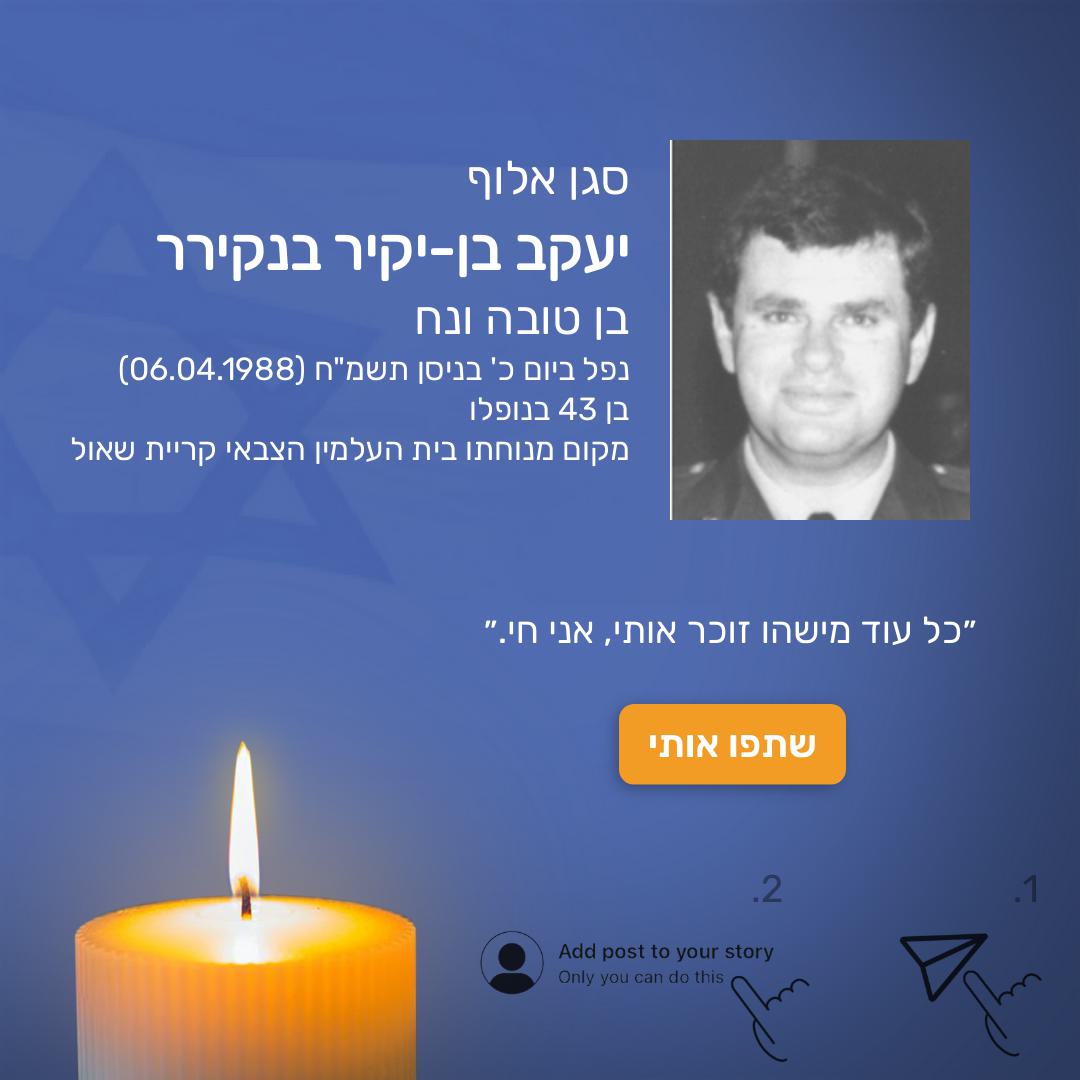 סגן אלוף
יעקב בן-יקיר בנקירר
בן טובה ונח
נפל ביום כ' בניסן תשמ"ח (06.04.1988)
בן 43 בנופלו
מקום מנוחתו בית העלמין הצבאי קריית שאול
״כל עוד מישהו זוכר אותי, אני חי.״
שתפו אותי
1.
2.
Add post to your story
Only you can do this